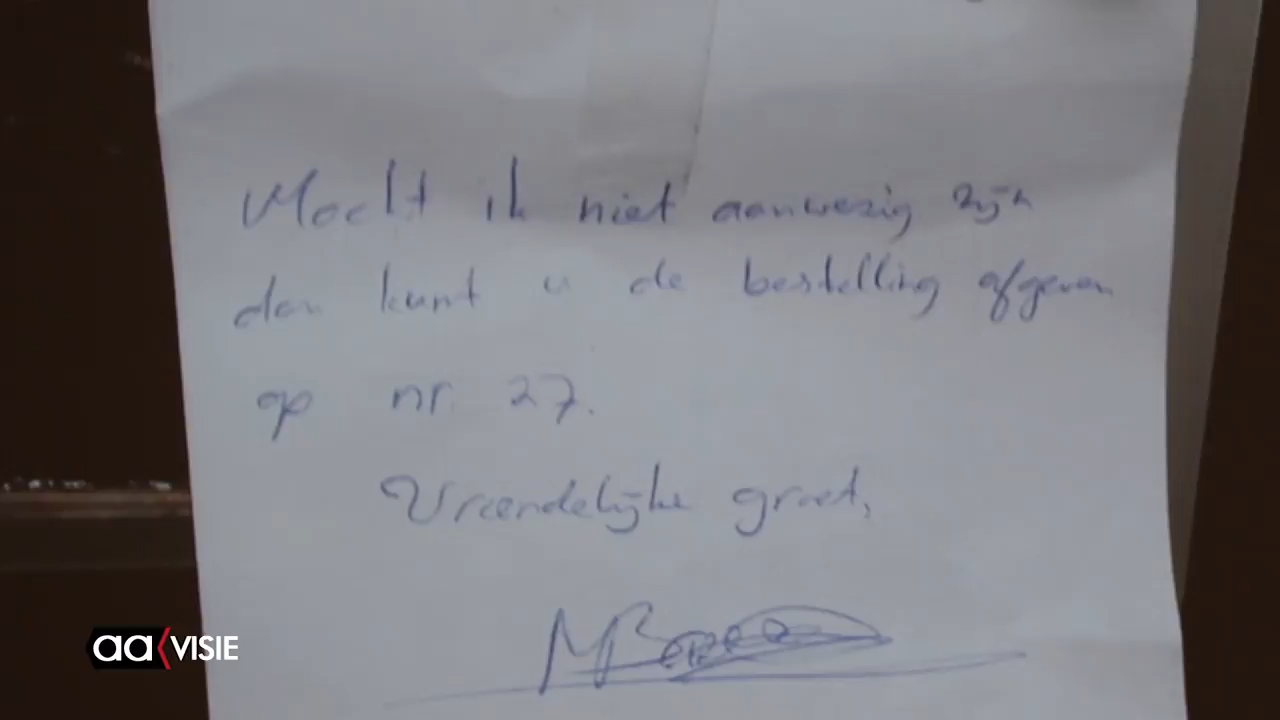 Mocht ik niet aanwezig zijn
dan kunt u de bestelling afgeven
op nr. 27.
Vriendelijke groet,
aa VISIE